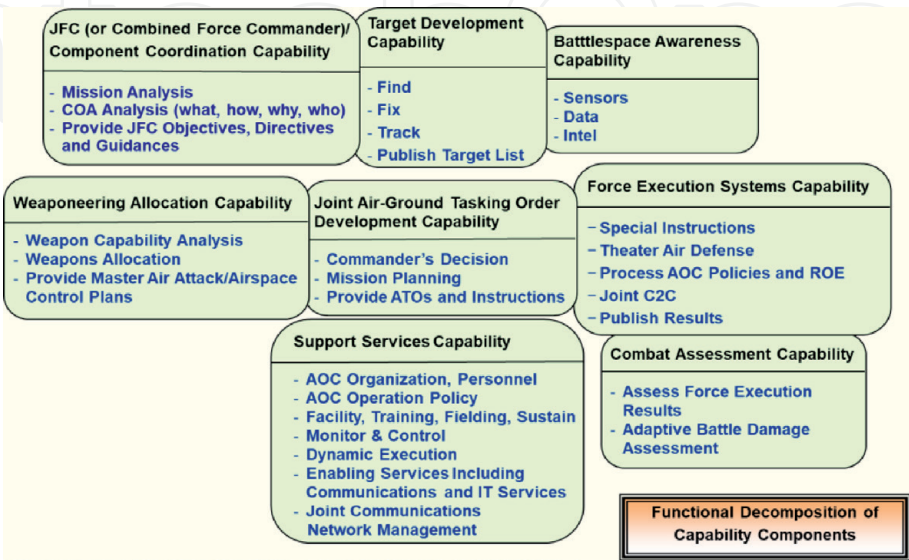 JFC (or Combined Force Commander)/
Component Coordination Capability
- Mission Analysis
- COA Analysis (what, how, why, who)
- Provide JFC Objectives, Directives
and Guidances
Target Development
Capability
- Find
- Fix
- Track
- Publish Target List
Batttlespace Awareness
Capability
- Sensors
- Data
- Intel
Weaponeering Allocation Capability
- Weapon Capability Analysis
- Weapons Allocation
- Provide Master Air Attack/Airspace
Control Plans
Joint Air-Ground Tasking Order
Development Capability
- Commander's Decision
- Mission Planning
- Provide ATOs and Instructions
Force Execution Systems Capability
– Special Instructions
– Theater Air Defense
– Process AOC Policies and ROE
– Joint C2C
– Publish Results
Support Services Capability
- AOC Organization, Personnel
- AOC Operation Policy
- Facility, Training, Fielding, Sustain
- Monitor & Control
- Dynamic Execution
- Enabling Services Including
Communications and IT Services
- Joint Communications
Network Management
Combat Assessment Capability
- Assess Force Execution
Results
- Adaptive Battle Damage
Assessment
Functional Decomposition of
Capability Components